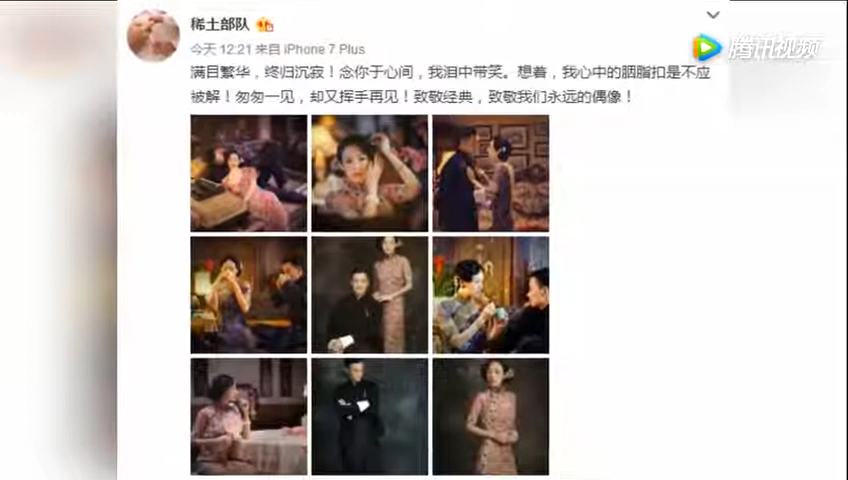 稀土部队
腾讯视频
今天 12:21 来自 iPhone 7 Plus
满目繁华，终归沉寂！念你于心间，我泪中带笑。想着，我心中的胭脂扣是不应
被解！匆匆一见，却又挥手再见！致敬经典，致敬我们永远的偶像！